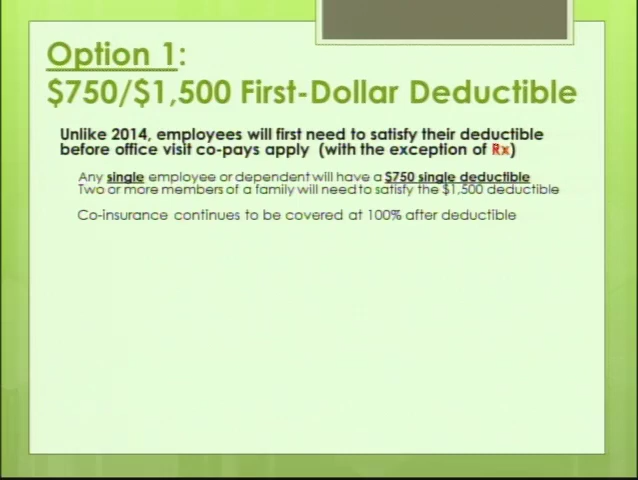 Option 1:
$750/$1,500 First-Dollar Deductible
Unlike 2014, employees will first need to satisfy their deductible
before office visit co-pays apply (with the exception of Rx)
Any single employee or dependent will have a $750 single deductible
Two or more members of a family will need to satisfy the $1,500 deductible
Co-insurance continues to be covered at 100% after deductible